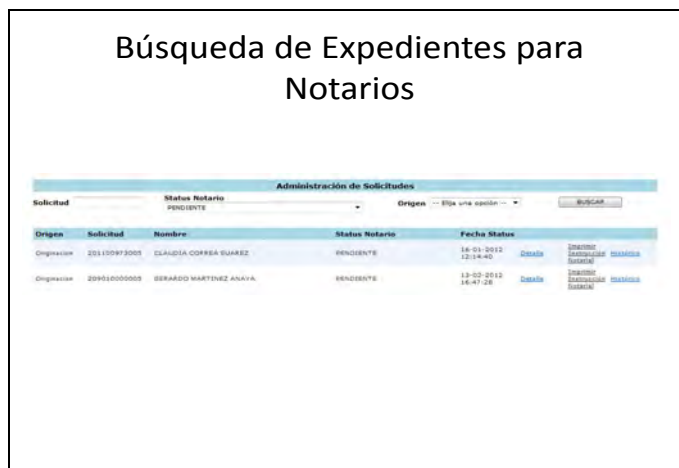 Búsqueda de Expedientes para
Notarios
Administración de Solicitudes
Solicitud Status Notario Origen -- Elija una opción -- BUSCAR
PENDIENTE
Origen Solicitud Nombre Status Notario Fecha Status
Originacion 201100973005 CLAUDIA CORREA SUAREZ PENDIENTE 16-01-2012 12:14:40 Detalle Imprimir Instrucción Notarial Histórico
Originacion 209010000005 GERARDO MARTINEZ ANAYA PENDIENTE 13-02-2012 16:47:28 Detalle Imprimir Instrucción Notarial Histórico